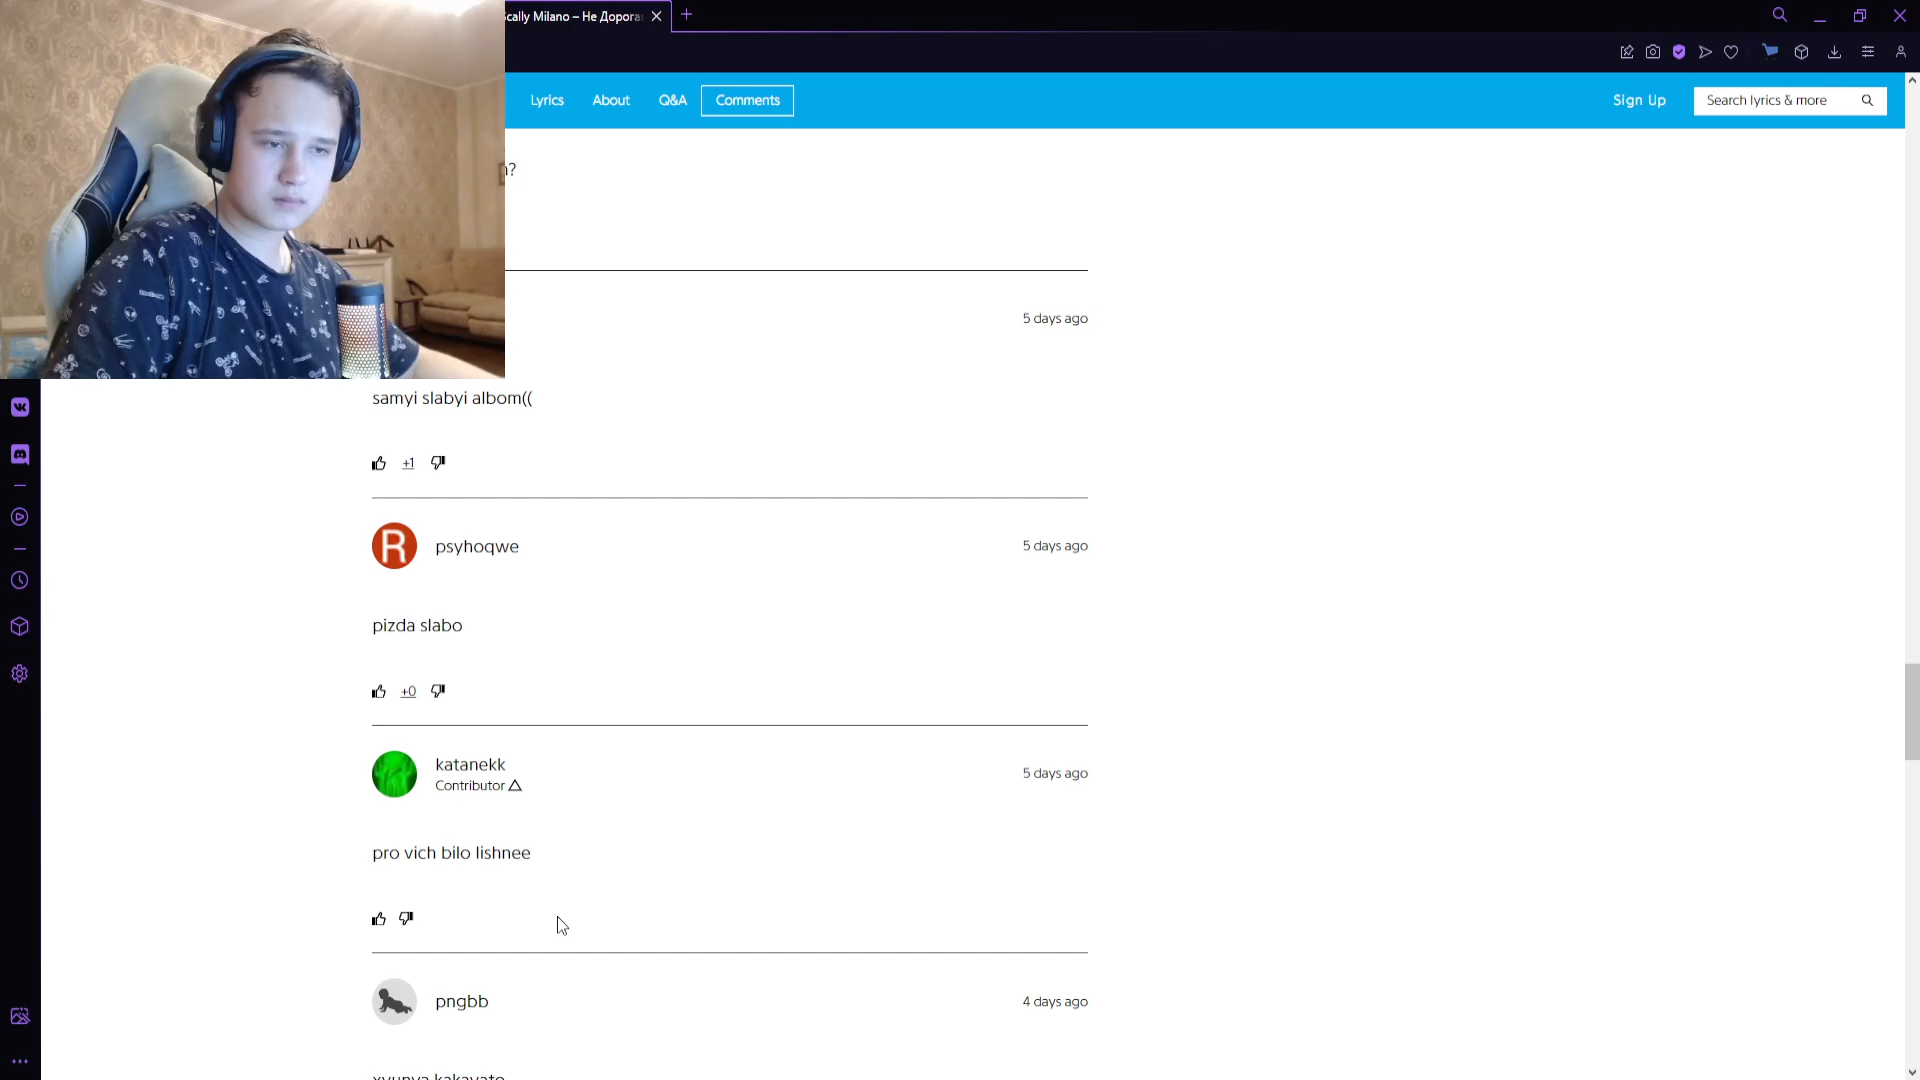 cally Milano – Не Дорога
Lyrics About Q&A Comments
Sign Up
Search lyrics & more
?
5 days ago
samyi slabyi albom((
+1
R psyhoqwe 5 days ago
pizda slabo
+0
katanekk
Contributor
5 days ago
pro vich bilo lishnee
pngbb 4 days ago
xyunya kakayato